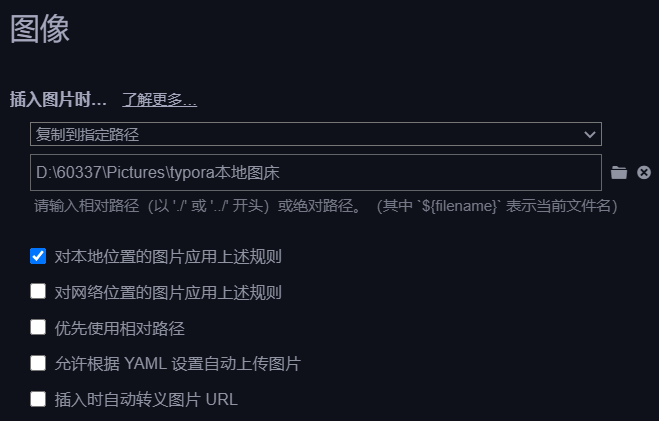 图像
插入图片时... 了解更多...
复制到指定路径
D:\60337\Pictures\typora本地图床
请输入相对路径（以 './' 或 '../' 开头）或绝对路径。（其中 `${filename}` 表示当前文件名）
对本地位置的图片应用上述规则
对网络位置的图片应用上述规则
优先使用相对路径
允许根据 YAML 设置自动上传图片
插入时自动转义图片 URL